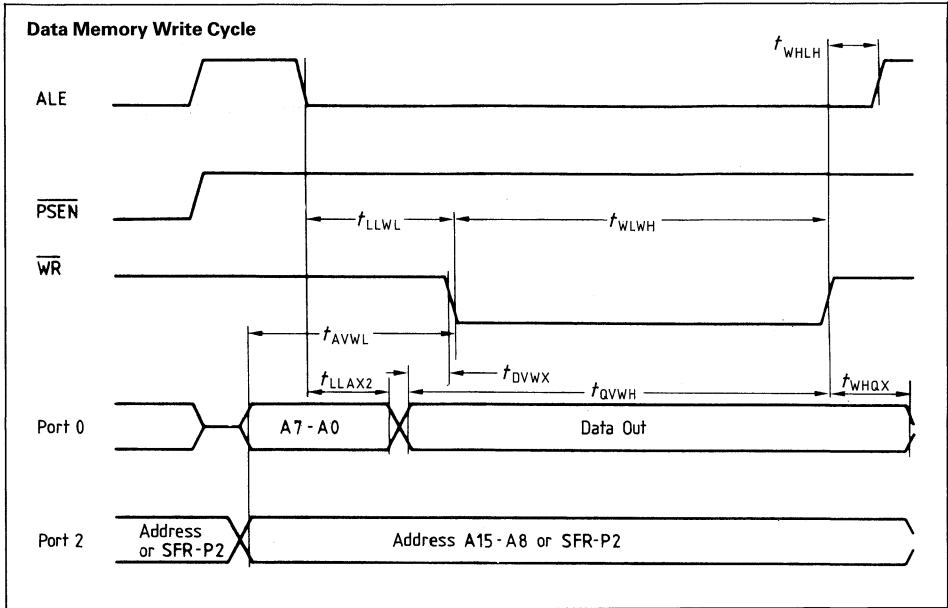 Data Memory Write Cycle
tWHLH
ALE
PSEN
tLLWL
tWLWH
WR
tAVWL
tLLAX2
tDVWX
tQVWH
tWHQX
Port 0
A7 - A0
Data Out
Port 2
Address
or SFR-P2
Address A15 - A8 or SFR-P2